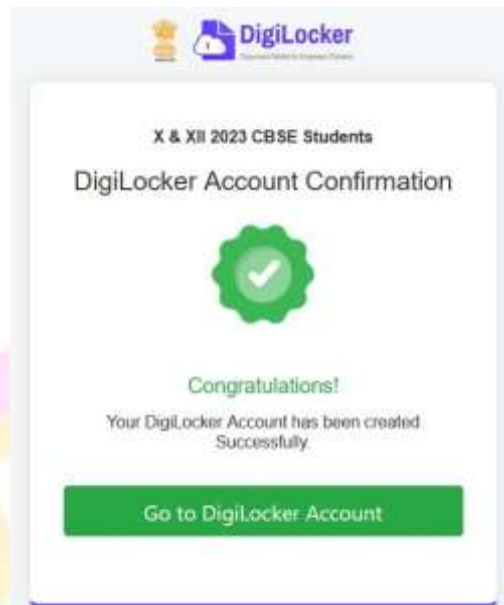 DigiLocker
X & XII 2023 CBSE Students
DigiLocker Account Confirmation
Congratulations!
Your DigiLocker Account has been created
Successfully
Go to DigiLocker Account